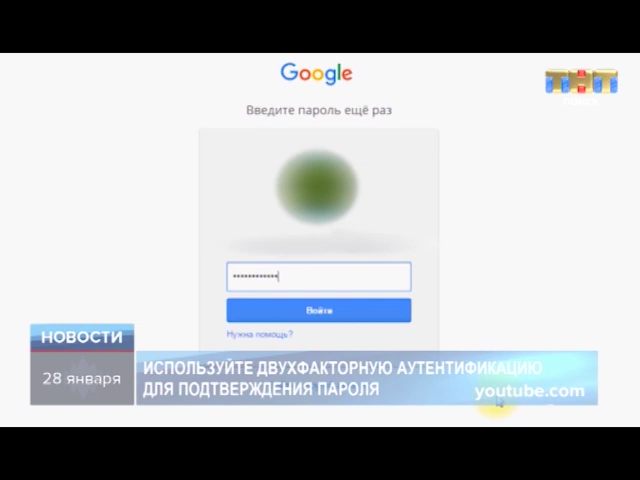 Google
ТНТ
Введите пароль ещё раз
••••••••••••
Войти
Нужна помощь?
НОВОСТИ
28 января
ИСПОЛЬЗУЙТЕ ДВУХФАКТОРНУЮ АУТЕНТИФИКАЦИЮ
ДЛЯ ПОДТВЕРЖДЕНИЯ ПАРОЛЯ
youtube.com